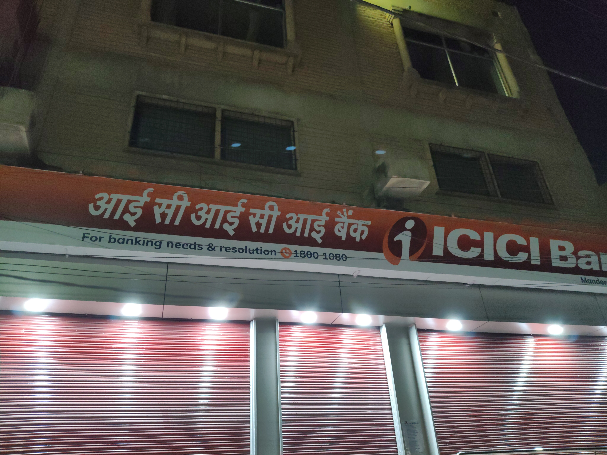 आई सी आई सी आई बैंक
ICICI Ba
For banking needs & resolution 1800 1080